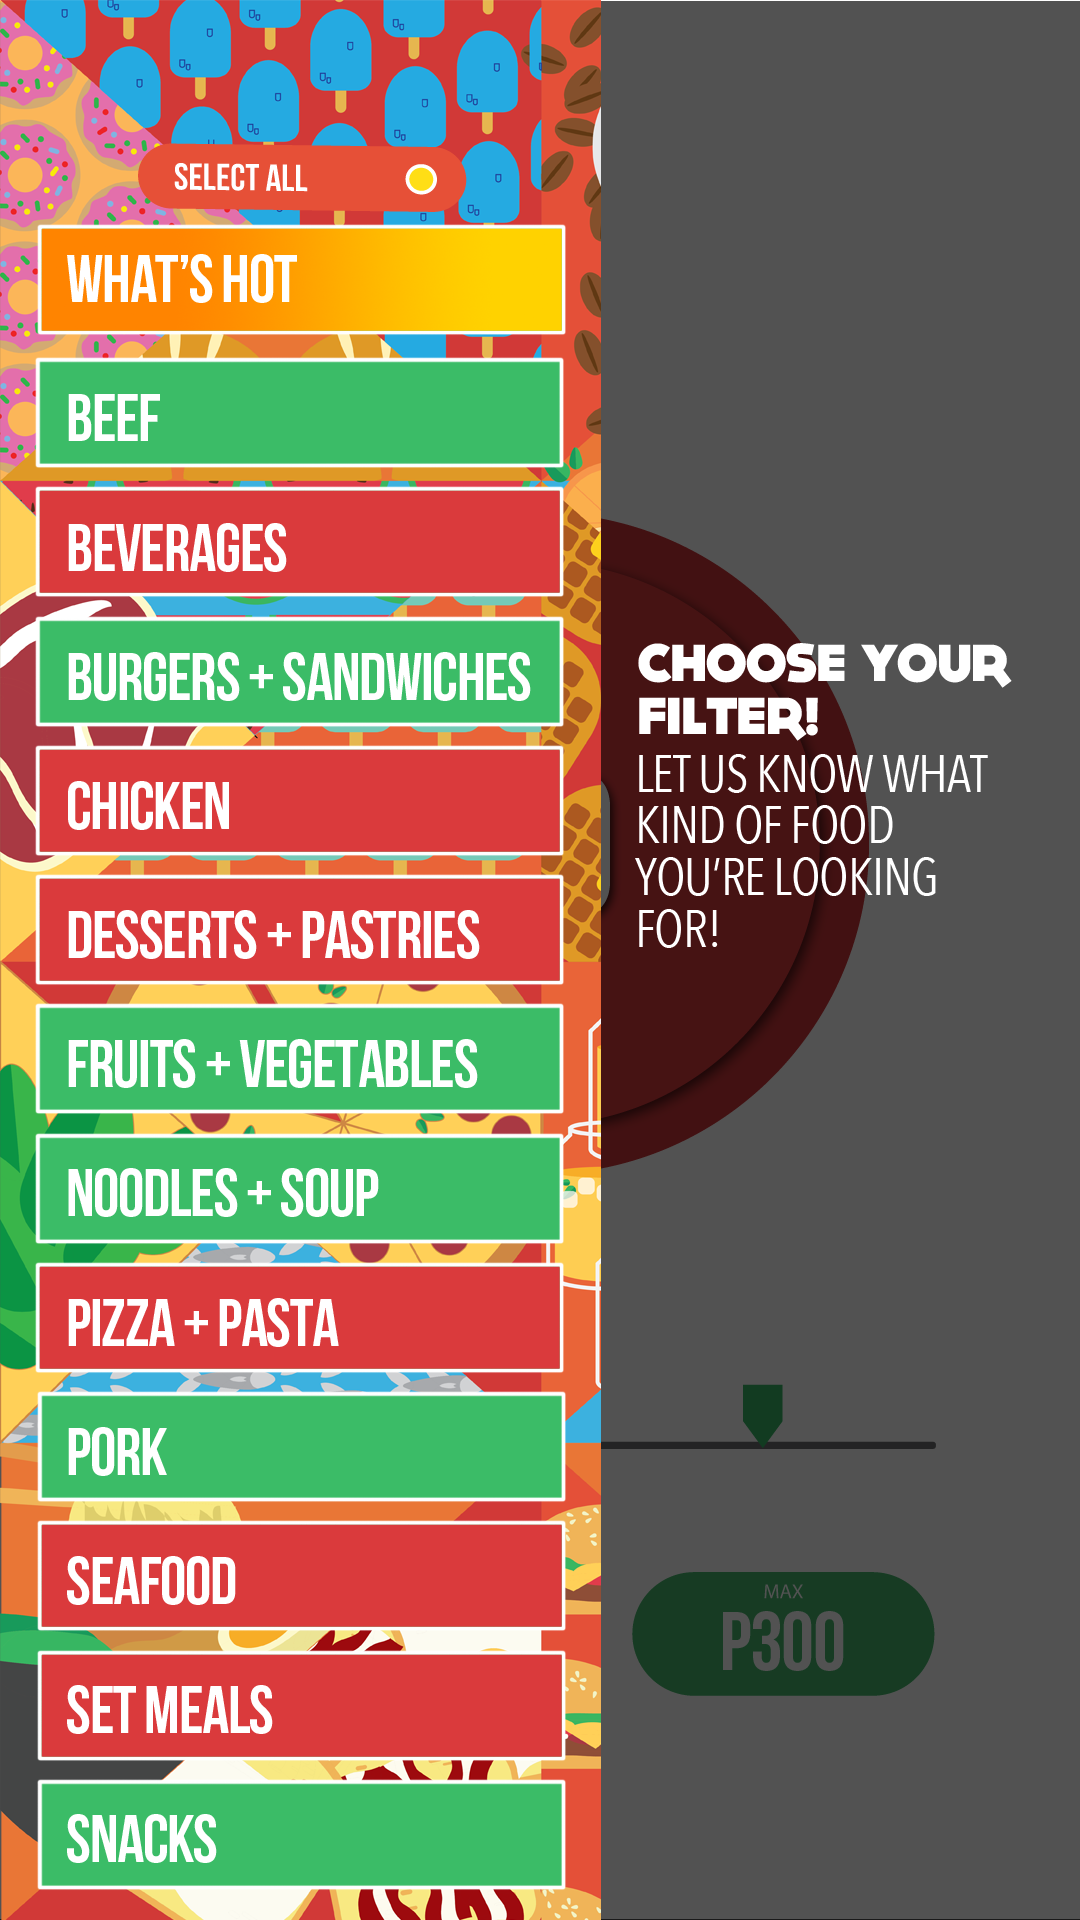 SELECT ALL
WHAT'S HOT
BEEF
BEVERAGES
BURGERS + SANDWICHES
CHICKEN
DESSERTS + PASTRIES
FRUITS + VEGETABLES
NOODLES + SOUP
PIZZA + PASTA
PORK
SEAFOOD
SET MEALS
SNACKS
CHOOSE YOUR
FILTER!
LET US KNOW WHAT
KIND OF FOOD
YOU'RE LOOKING
FOR!
MAX
P300